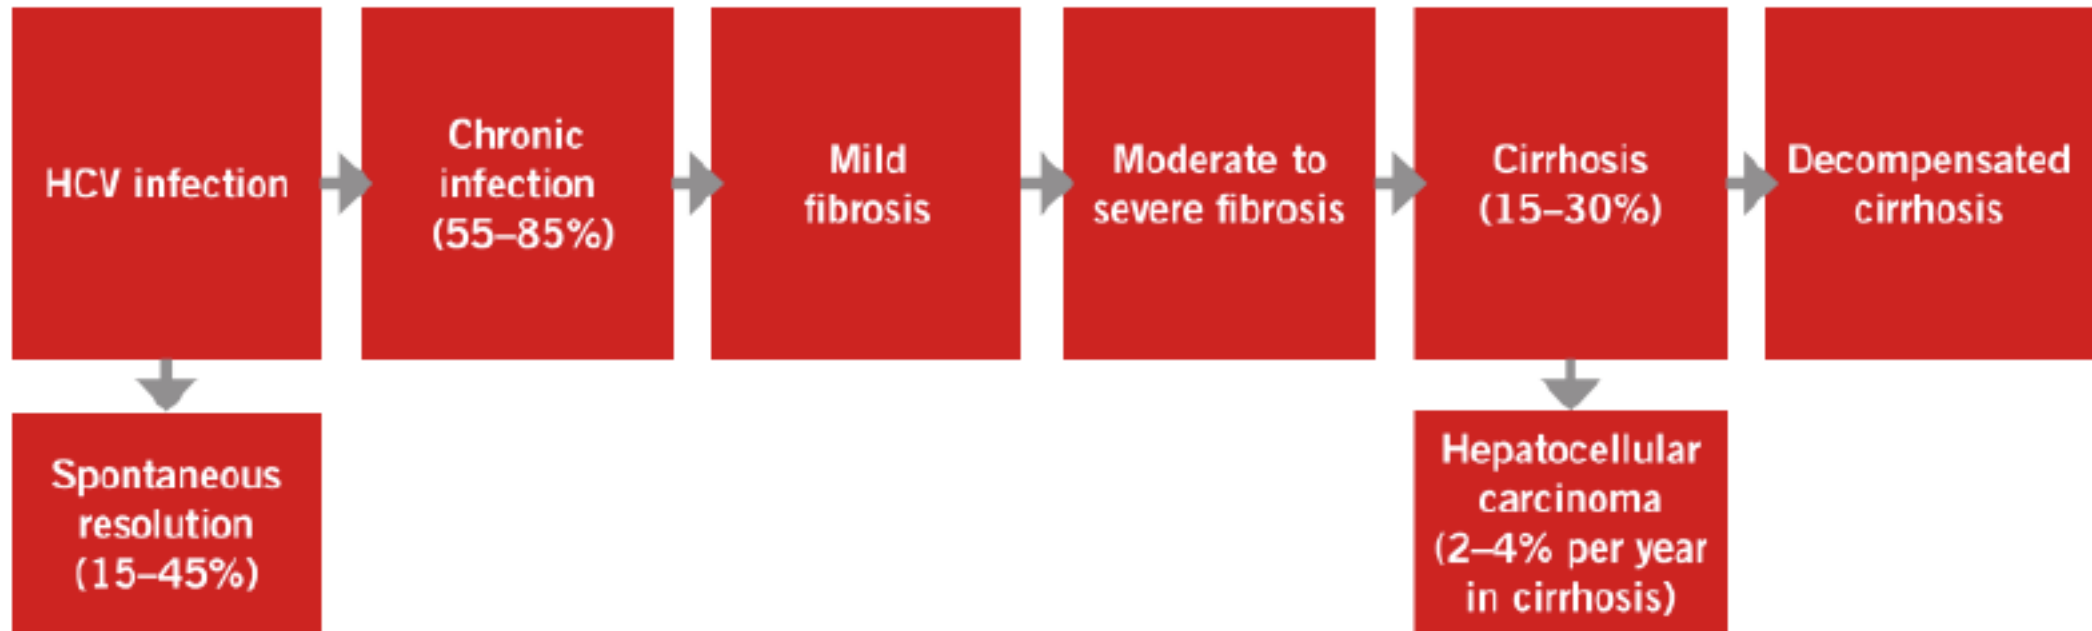 HCV infection
Chronic
infection
(55–85%)
Mild
fibrosis
Moderate to
severe fibrosis
Cirrhosis
(15–30%)
Decompensated
cirrhosis
Spontaneous
resolution
(15–45%)
Hepatocellular
carcinoma
(2–4% per year
in cirrhosis)